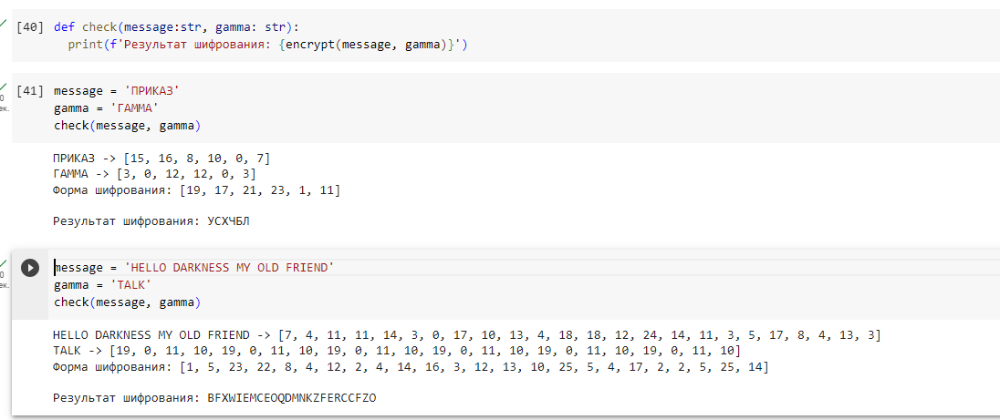 [40] def check(message:str, gamma: str):
print(f'Результат шифрования: {encrypt(message, gamma)}')
[41] message = 'ПРИКАЗ'
0
gamma = 'ГАММА'
ек.
check(message, gamma)
ПРИКАЗ -> [15, 16, 8, 10, 0, 7]
ГАММА -> [3, 0, 12, 12, 0, 3]
Форма шифрования: [19, 17, 21, 23, 1, 11]
Результат шифрования: УСХЧБЛ
message = 'HELLO DARKNESS MY OLD FRIEND'
0
gamma = 'TALK'
ек.
check(message, gamma)
HELLO DARKNESS MY OLD FRIEND -> [7, 4, 11, 11, 14, 3, 0, 17, 10, 13, 4, 18, 18, 12, 24, 14, 11, 3, 5, 17, 8, 4, 13, 3]
TALK -> [19, 0, 11, 10, 19, 0, 11, 10, 19, 0, 11, 10, 19, 0, 11, 10, 19, 0, 11, 10, 19, 0, 11, 10]
Форма шифрования: [1, 5, 23, 22, 8, 4, 12, 2, 4, 14, 16, 3, 12, 13, 10, 25, 5, 4, 17, 2, 2, 5, 25, 14]
Результат шифрования: BFXWIEMCEOQDMNKZFERCCFZO